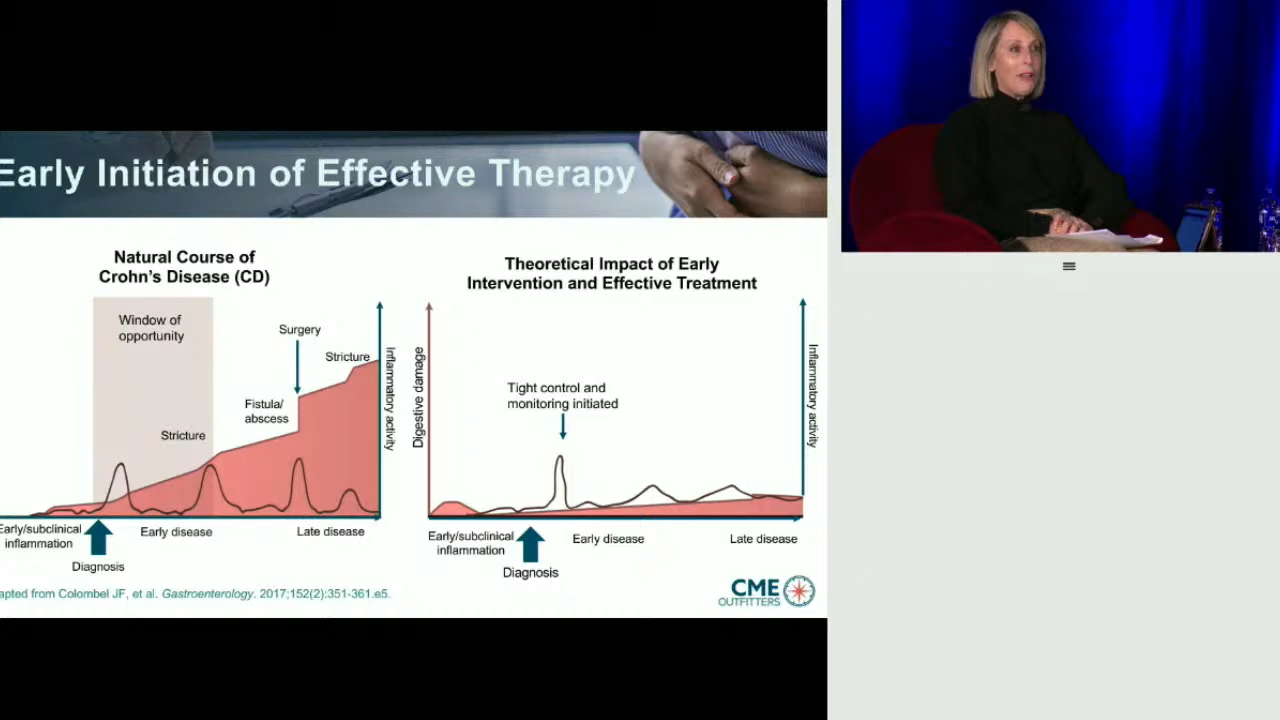 Early Initiation of Effective Therapy
Natural Course of
Crohn's Disease (CD)
Window of
opportunity
Surgery
Stricture
Fistula/
abscess
Stricture
Inflammatory activity
Early/subclinical
inflammation
Early disease
Late disease
Diagnosis
Theoretical Impact of Early
Intervention and Effective Treatment
Digestive damage
Tight control and
monitoring initiated
Inflammatory activity
Early/subclinical
inflammation
Early disease
Late disease
Diagnosis
apted from Colombel JF, et al. Gastroenterology. 2017;152(2):351-361.e5.
CME
OUTFITTERS